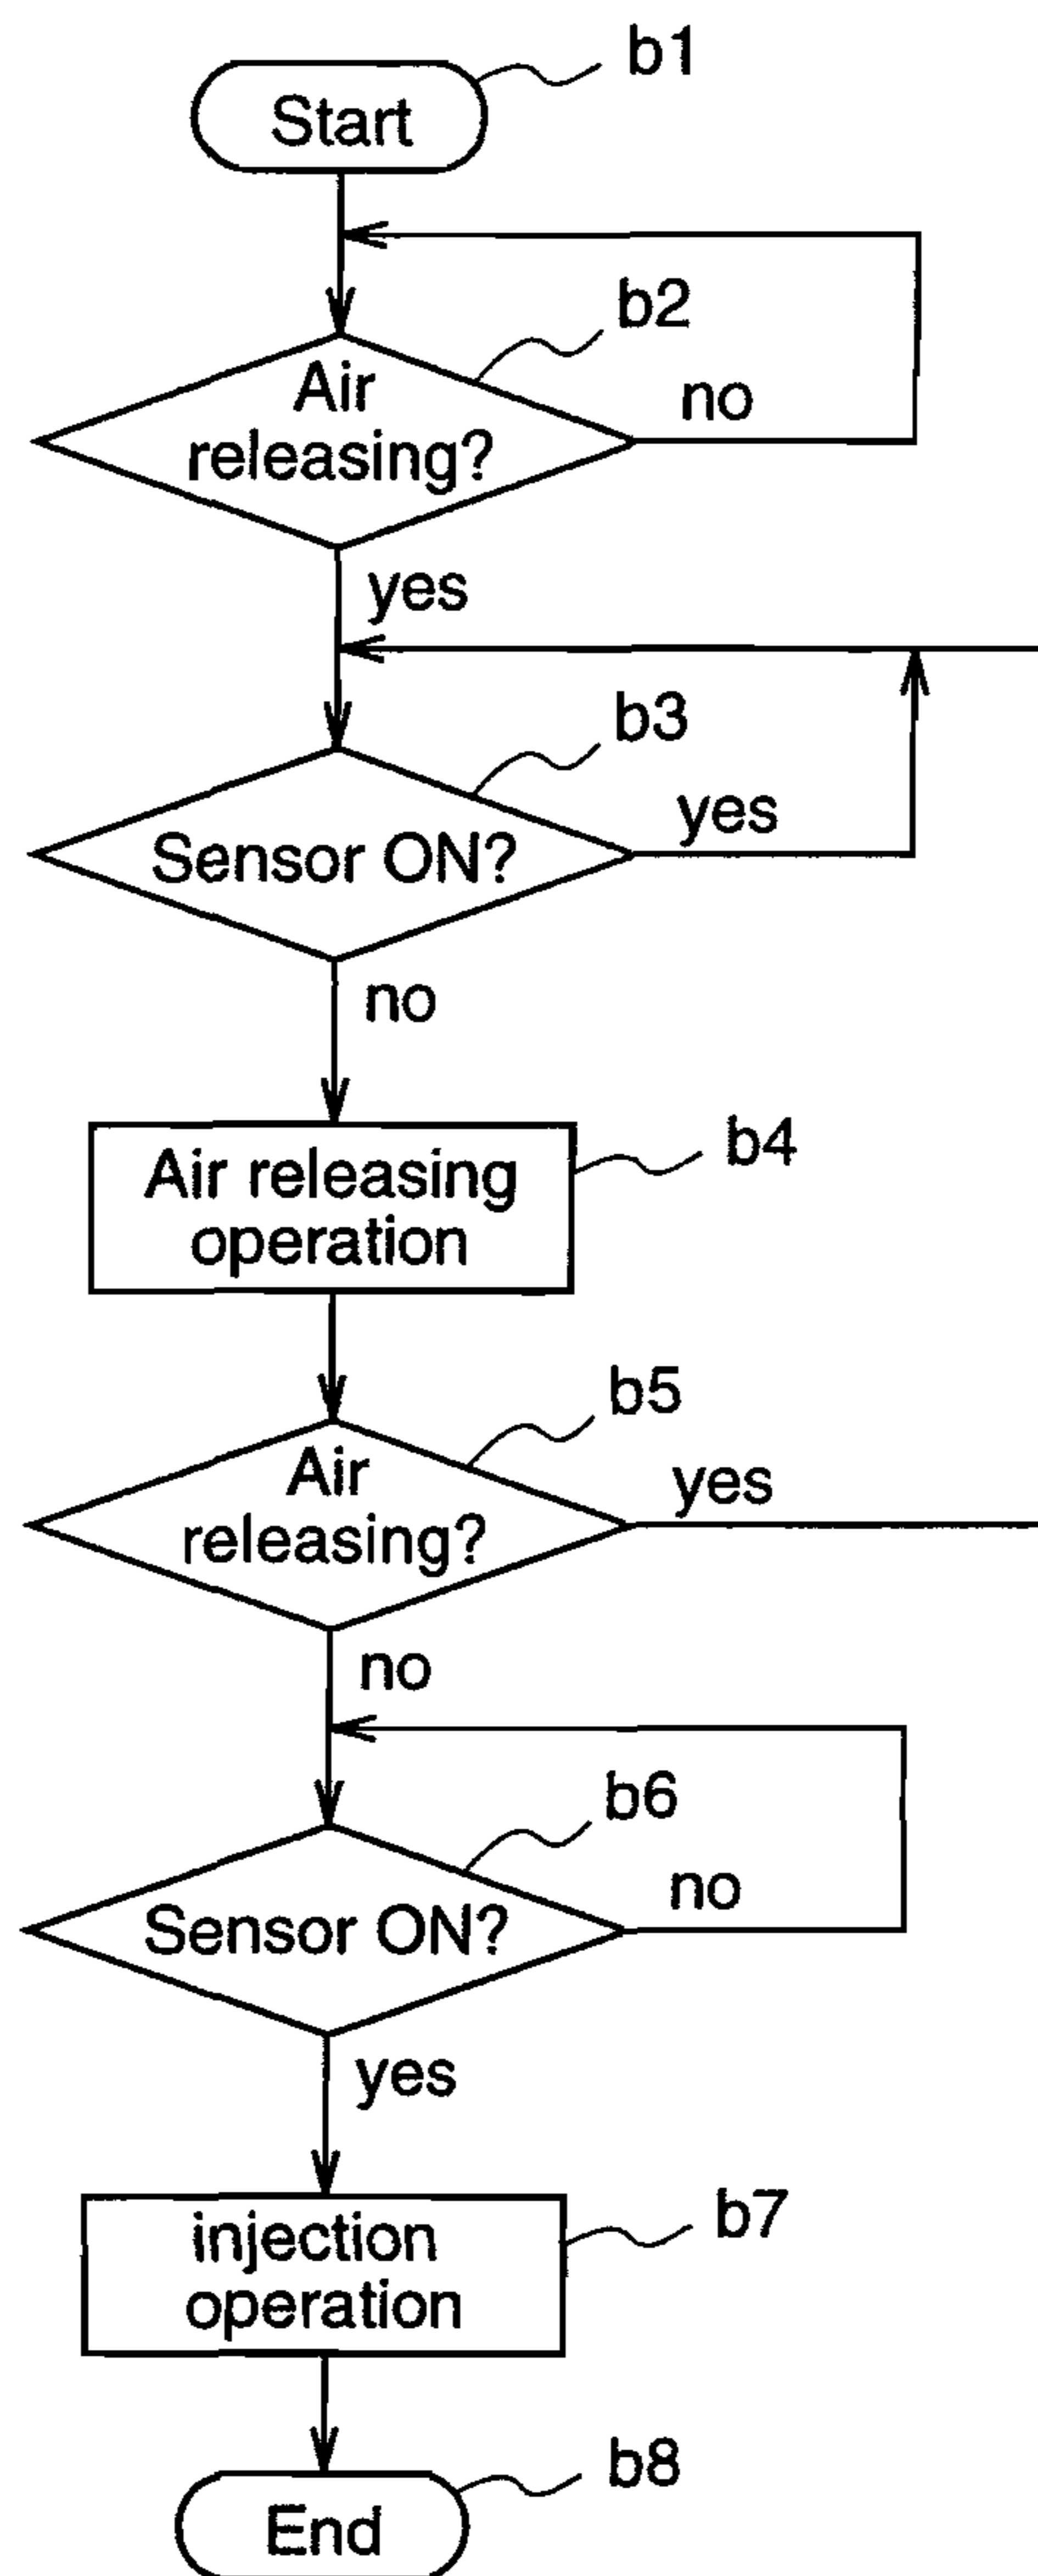 b1
Start
b2
Air
releasing?
no
yes
b3
Sensor ON?
yes
no
b4
Air releasing
operation
b5
Air
releasing?
yes
no
b6
Sensor ON?
no
yes
b7
injection
operation
b8
End